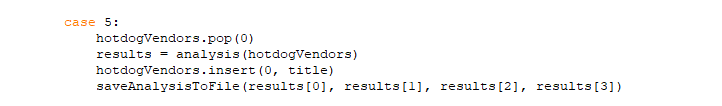 case 5:
    hotdogVendors.pop(0)
    results = analysis(hotdogVendors)
    hotdogVendors.insert(0, title)
    saveAnalysisToFile(results[0], results[1], results[2], results[3])